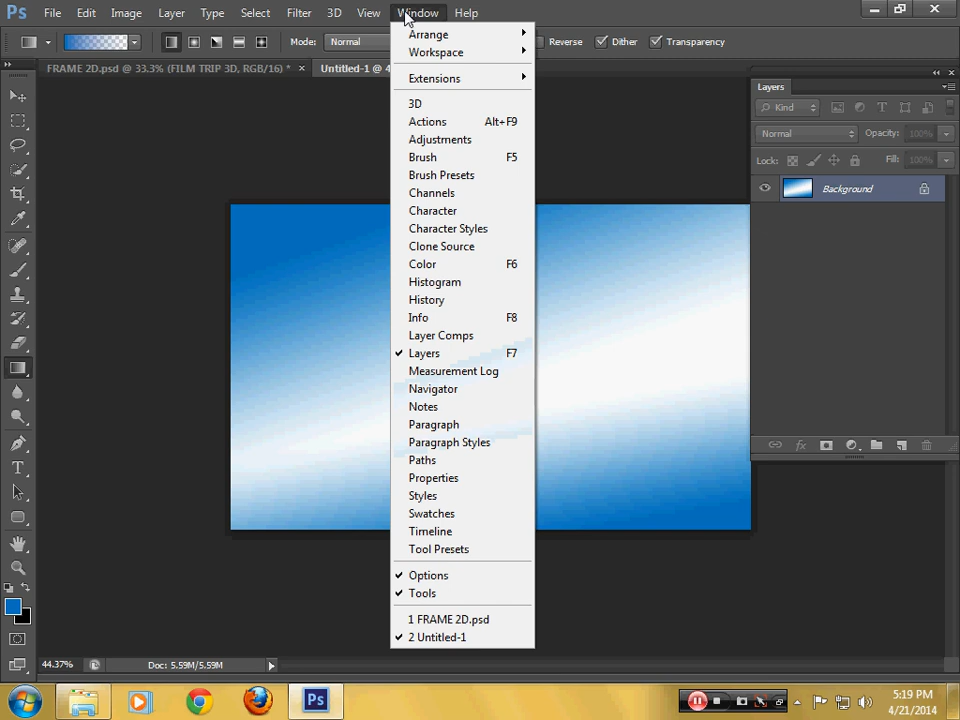 Ps File Edit Image Layer Type Select Filter 3D View Window Help
Mode: Normal Reverse Dither Transparency
FRAME 2D.psd @ 33.3% (FILM TRIP 3D, RGB/16) * × Untitled-1 @ 4
Arrange
Workspace
Extensions
3D
Actions Alt+F9
Adjustments
Brush F5
Brush Presets
Channels
Character
Character Styles
Clone Source
Color F6
Histogram
History
Info F8
Layer Comps
Layers F7
Measurement Log
Navigator
Notes
Paragraph
Paragraph Styles
Paths
Properties
Styles
Swatches
Timeline
Tool Presets
Options
Tools
1 FRAME 2D.psd
2 Untitled-1
Layers
Kind
Normal Opacity: 100%
Lock: Fill: 100%
Background
44.37% Doc: 5.59M/5.59M
Ps
5:19 PM
4/21/2014